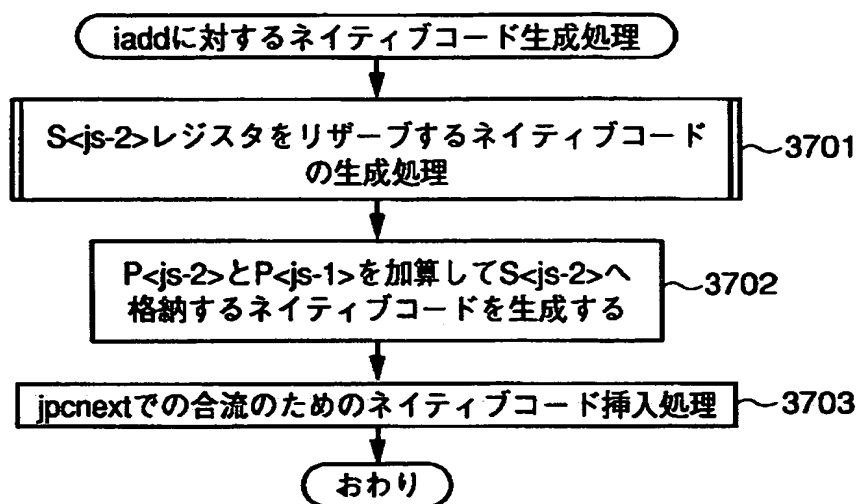 iaddに対するネイティブコード生成処理
S<js-2>レジスタをリザーブするネイティブコード
の生成処理
3701
P<js-2>とP<js-1>を加算してS<js-2>へ
格納するネイティブコードを生成する
3702
jpcnextでの合流のためのネイティブコード挿入処理
3703
おわり